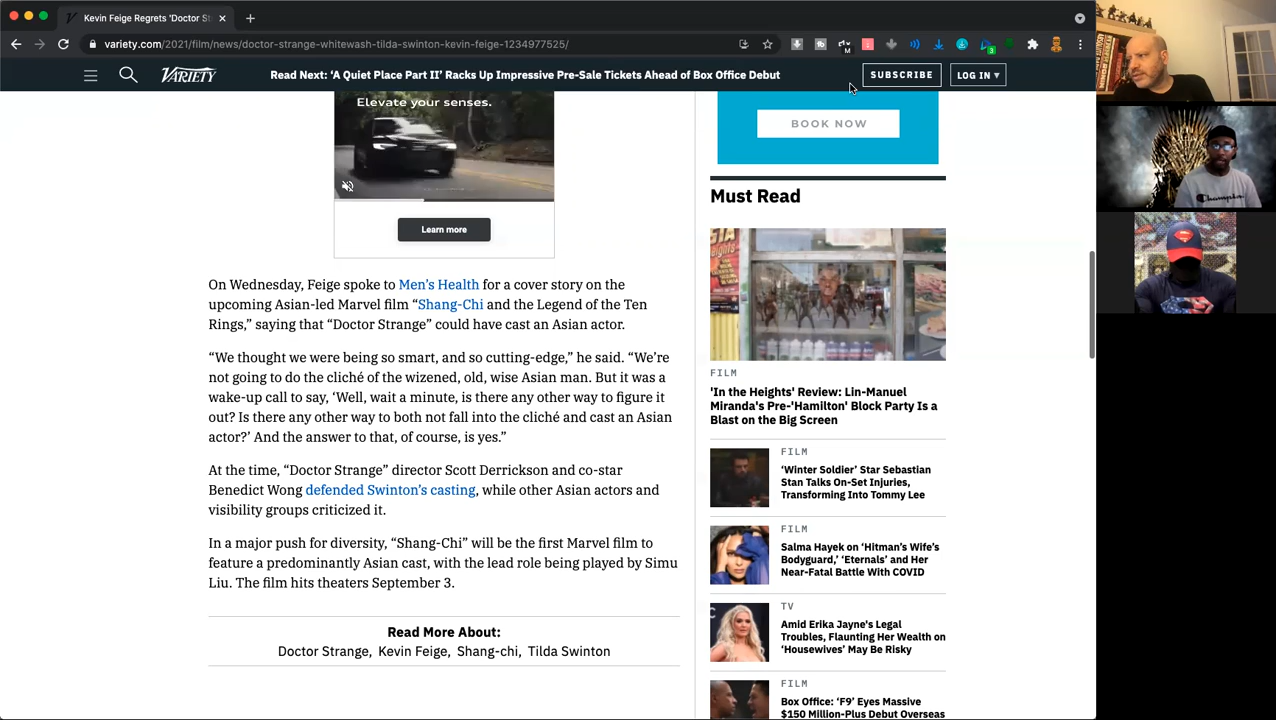 Kevin Feige Regrets 'Doctor St
variety.com/2021/film/news/doctor-strange-whitewash-tilda-swinton-kevin-feige-1234977525/
VARIETY
Read Next: ‘A Quiet Place Part II’ Racks Up Impressive Pre-Sale Tickets Ahead of Box Office Debut
SUBSCRIBE
LOG IN ▾
Elevate your senses.
Learn more
On Wednesday, Feige spoke to Men’s Health for a cover story on the
upcoming Asian-led Marvel film “Shang-Chi and the Legend of the Ten
Rings,” saying that “Doctor Strange” could have cast an Asian actor.
“We thought we were being so smart, and so cutting-edge,” he said. “We’re
not going to do the cliché of the wizened, old, wise Asian man. But it was a
wake-up call to say, ‘Well, wait a minute, is there any other way to figure it
out? Is there any other way to both not fall into the cliché and cast an Asian
actor?’ And the answer to that, of course, is yes.”
At the time, “Doctor Strange” director Scott Derrickson and co-star
Benedict Wong defended Swinton’s casting, while other Asian actors and
visibility groups criticized it.
In a major push for diversity, “Shang-Chi” will be the first Marvel film to
feature a predominantly Asian cast, with the lead role being played by Simu
Liu. The film hits theaters September 3.
Read More About:
Doctor Strange, Kevin Feige, Shang-chi, Tilda Swinton
BOOK NOW
Must Read
FILM
'In the Heights' Review: Lin-Manuel
Miranda's Pre-'Hamilton' Block Party Is a
Blast on the Big Screen
FILM
‘Winter Soldier’ Star Sebastian
Stan Talks On-Set Injuries,
Transforming Into Tommy Lee
FILM
Salma Hayek on ‘Hitman’s Wife’s
Bodyguard,’ ‘Eternals’ and Her
Near-Fatal Battle With COVID
TV
Amid Erika Jayne's Legal
Troubles, Flaunting Her Wealth on
‘Housewives’ May Be Risky
FILM
Box Office: ‘F9’ Eyes Massive
$150 Million-Plus Debut Overseas
Champion